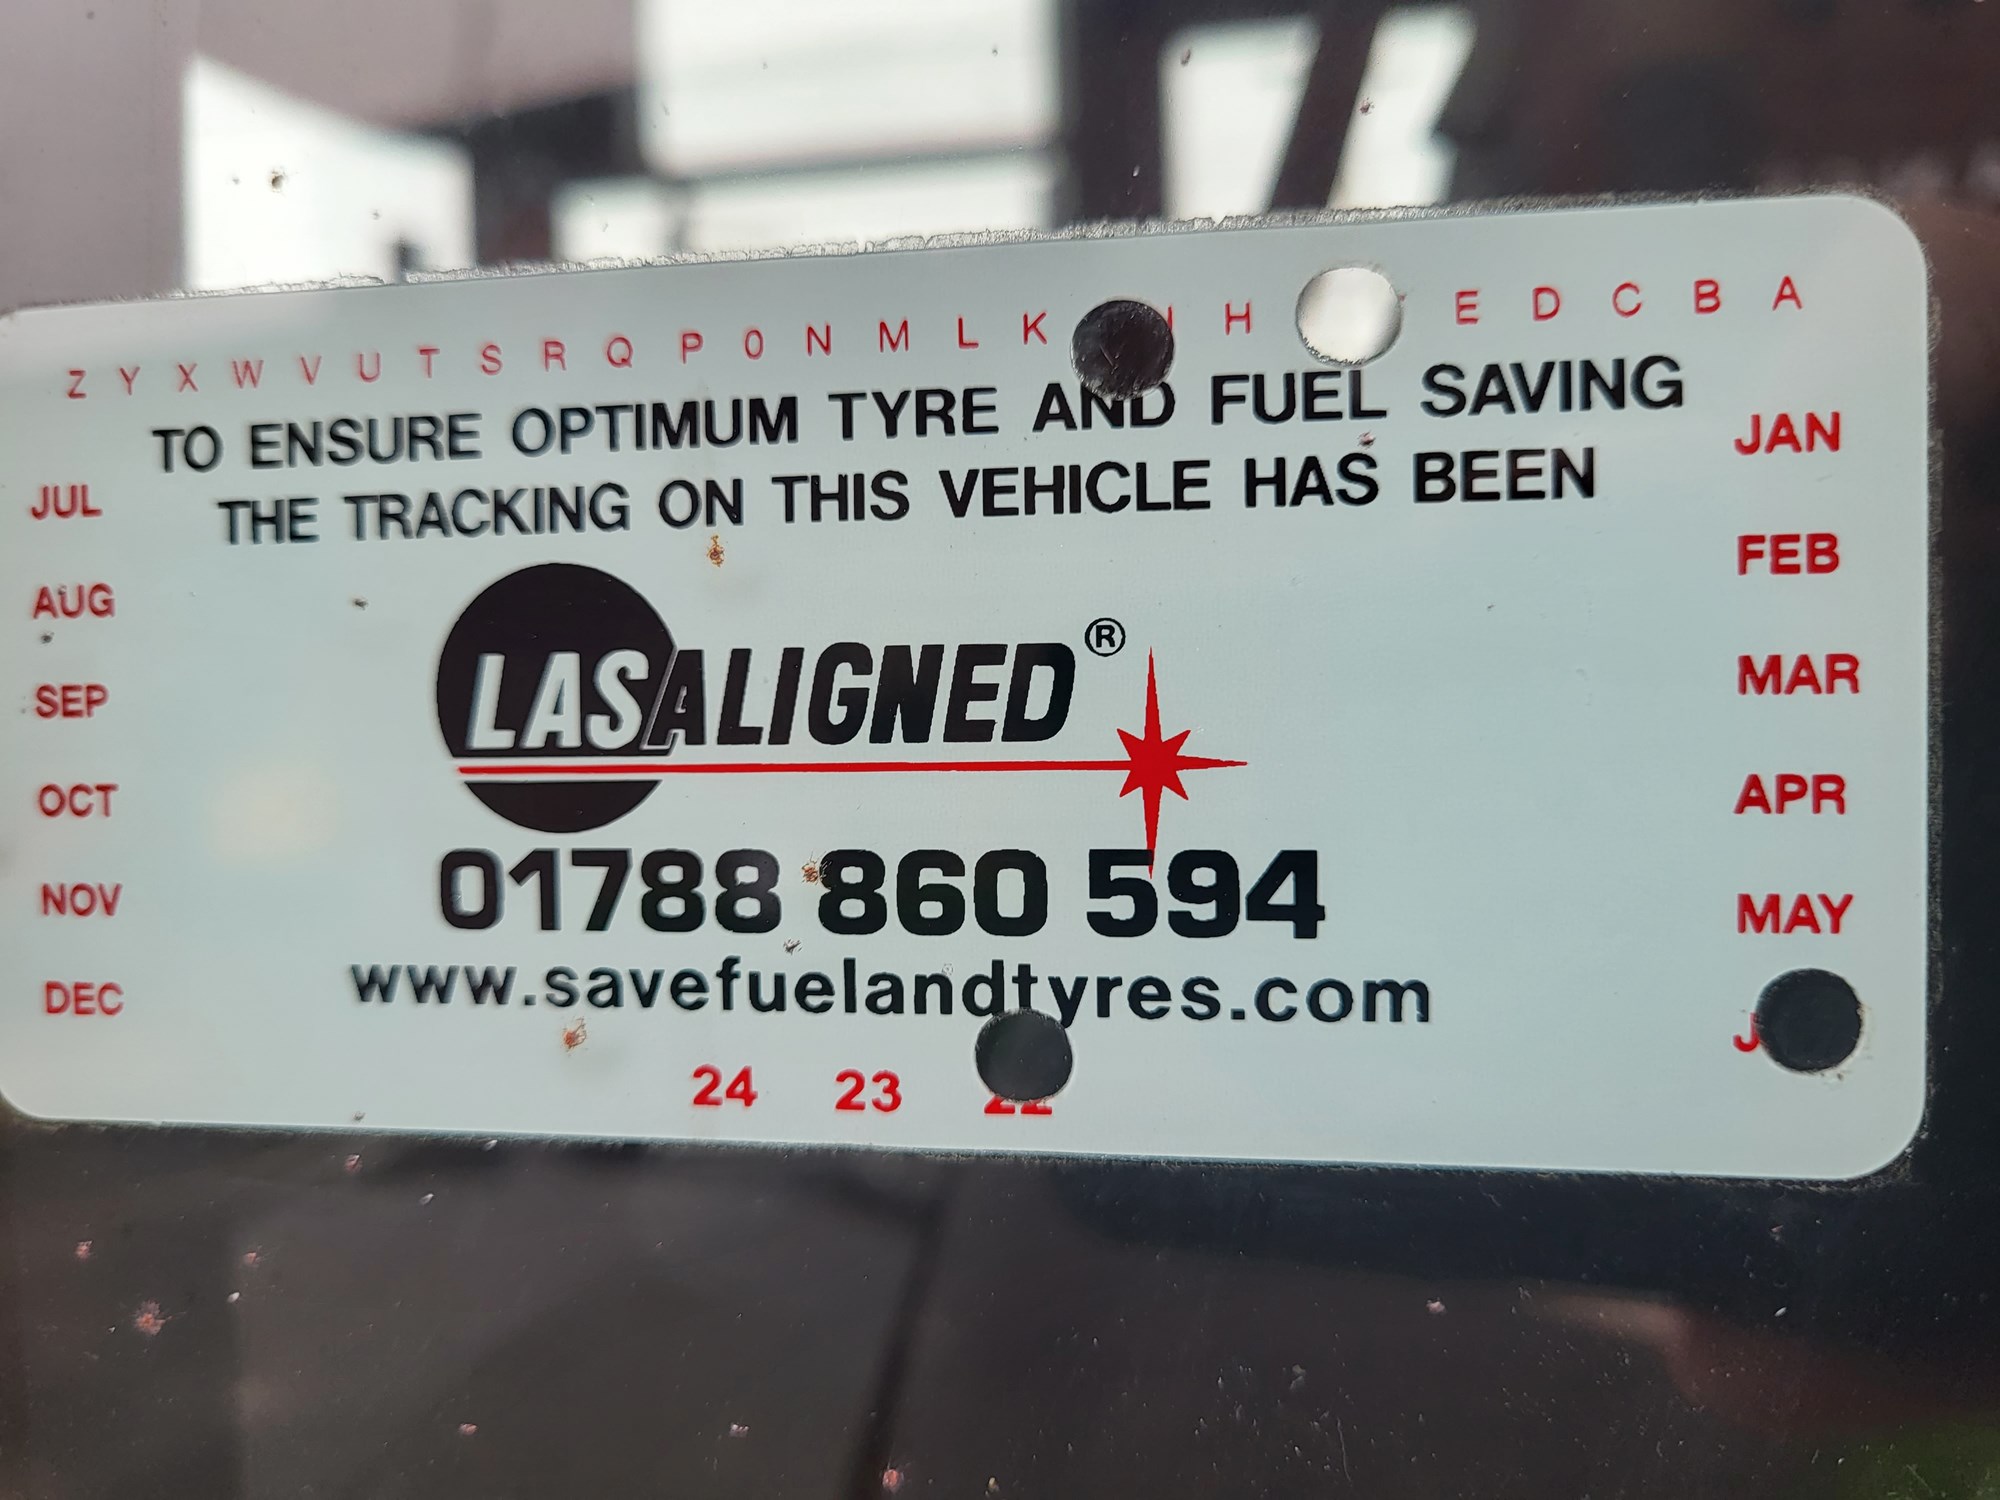 Z Y X W V U T S R Q P O N M L K H E D C B A
TO ENSURE OPTIMUM TYRE AND FUEL SAVING
THE TRACKING ON THIS VEHICLE HAS BEEN
JAN
JUL
FEB
AUG
LASALIGNED®
MAR
SEP
APR
OCT
01788 860 594
MAY
NOV
www.savefuelandtyres.com
DEC
24 23 22